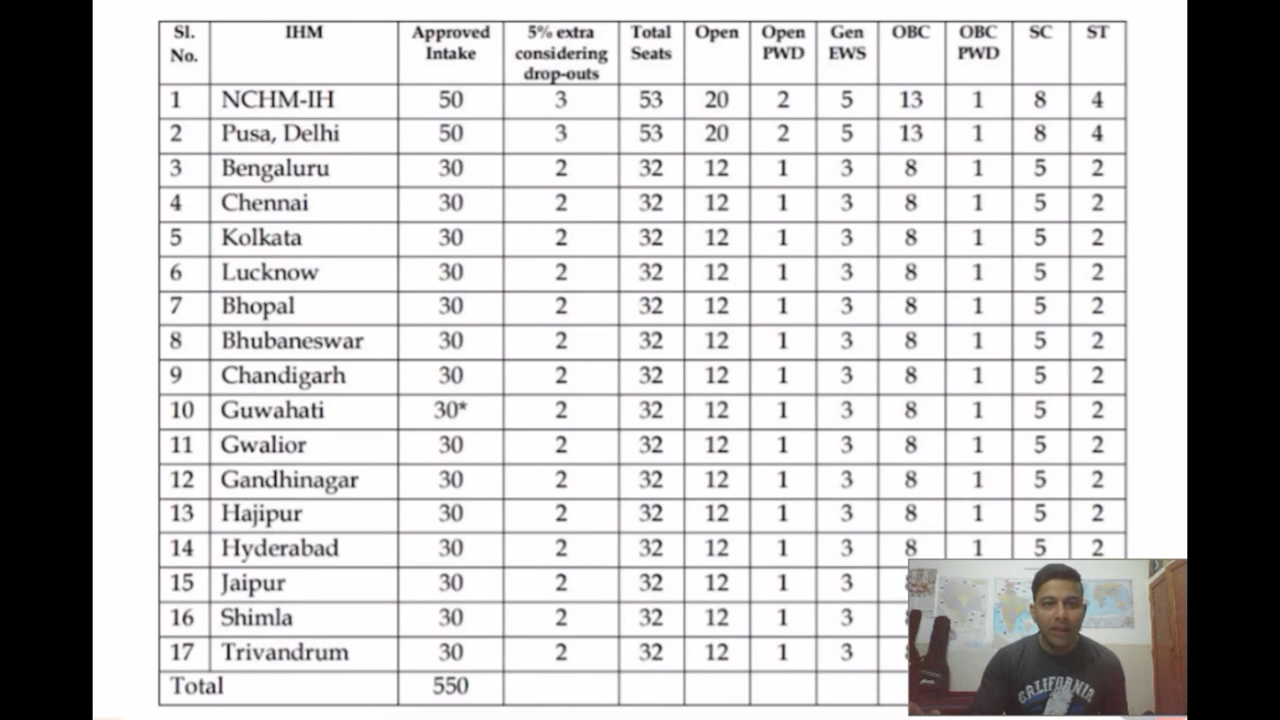 Sl. No. IHM Approved Intake 5% extra considering drop-outs Total Seats Open Open PWD Gen EWS OBC OBC PWD SC ST
1 NCHM-IH 50 3 53 20 2 5 13 1 8 4
2 Pusa, Delhi 50 3 53 20 2 5 13 1 8 4
3 Bengaluru 30 2 32 12 1 3 8 1 5 2
4 Chennai 30 2 32 12 1 3 8 1 5 2
5 Kolkata 30 2 32 12 1 3 8 1 5 2
6 Lucknow 30 2 32 12 1 3 8 1 5 2
7 Bhopal 30 2 32 12 1 3 8 1 5 2
8 Bhubaneswar 30 2 32 12 1 3 8 1 5 2
9 Chandigarh 30 2 32 12 1 3 8 1 5 2
10 Guwahati 30* 2 32 12 1 3 8 1 5 2
11 Gwalior 30 2 32 12 1 3 8 1 5 2
12 Gandhinagar 30 2 32 12 1 3 8 1 5 2
13 Hajipur 30 2 32 12 1 3 8 1 5 2
14 Hyderabad 30 2 32 12 1 3 8 1 5 2
15 Jaipur 30 2 32 12 1 3
16 Shimla 30 2 32 12 1 3
17 Trivandrum 30 2 32 12 1 3
Total 550
CALIFORNIA